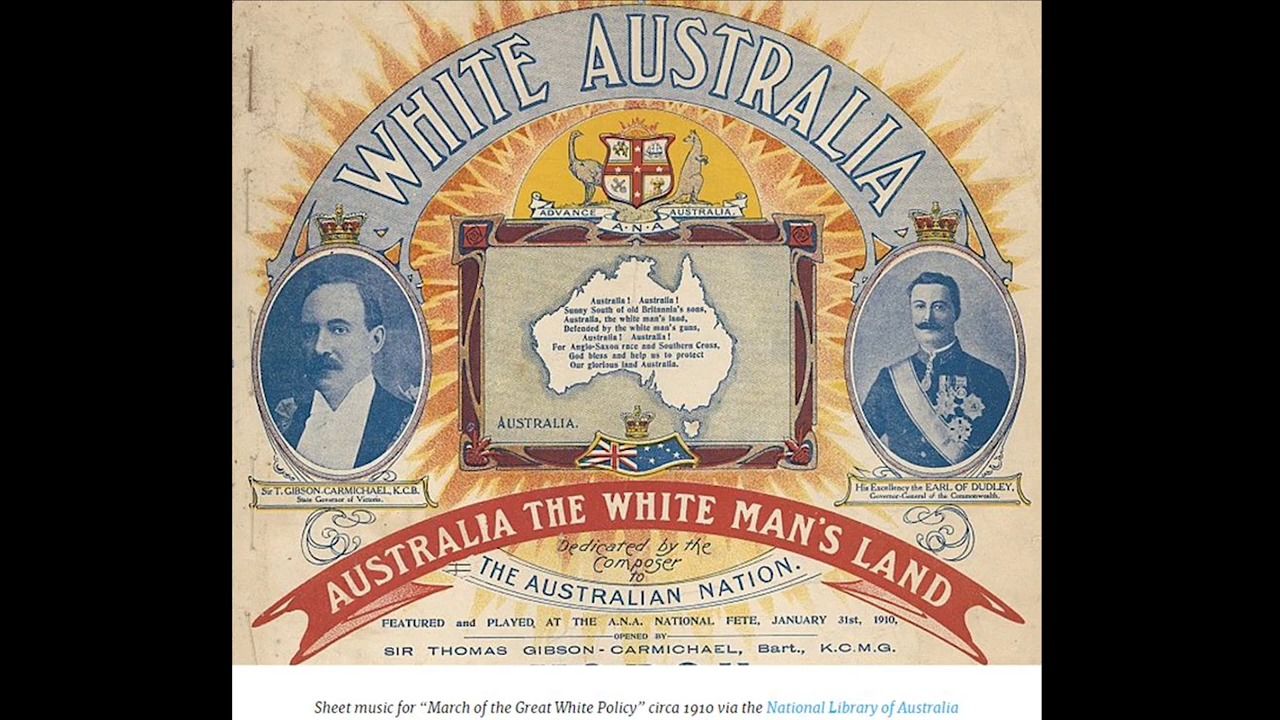 WHITE AUSTRALIA
ADVANCE AUSTRALIA.
A·N·A
Australia! Australia!
Sunny South of old Britannia's sons,
Australia, the white man's land,
Defended by the white man's guns,
Australia! Australia!
For Anglo-Saxon race and Southern Cross,
God bless and help us to protect
Our glorious land Australia.
AUSTRALIA.
Sir T. GIBSON-CARMICHAEL, K.C.B.
State Governor of Victoria.
His Excellency the EARL OF DUDLEY,
Governor-General of the Commonwealth.
AUSTRALIA THE WHITE MAN'S LAND
Dedicated by the
Composer
to
THE AUSTRALIAN NATION.
FEATURED and PLAYED, AT THE A.N.A. NATIONAL FETE, JANUARY 31st, 1910,
OPENED BY
SIR THOMAS GIBSON-CARMICHAEL, Bart., K.C.M.G.
Sheet music for “March of the Great White Policy” circa 1910 via the National Library of Australia